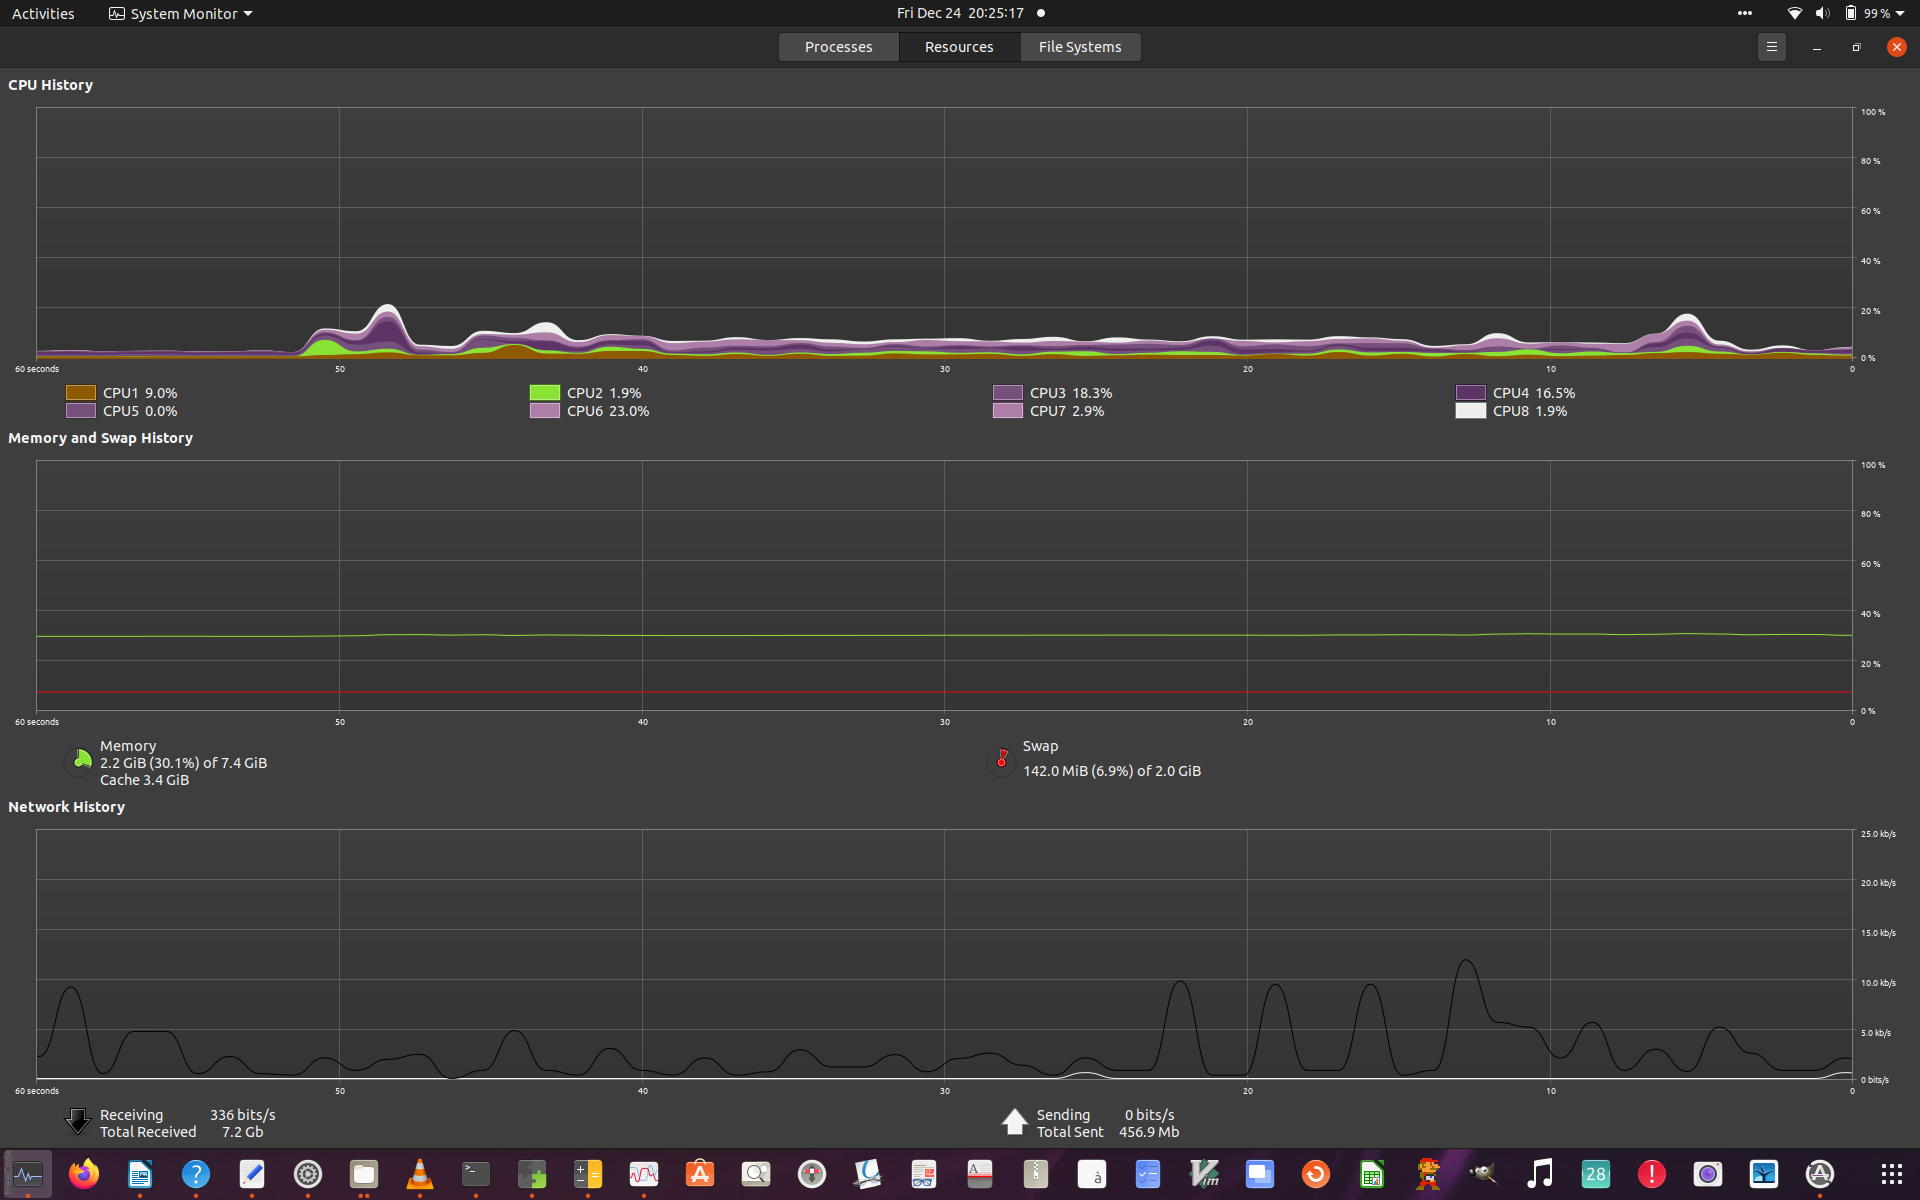 Activities System Monitor Fri Dec 24 20:25:17 99 %
Processes Resources File Systems
CPU History
100 %
80 %
60 %
40 %
20 %
0 %
60 seconds 50 40 30 20 10 0
CPU1 9.0% CPU2 1.9% CPU3 18.3% CPU4 16.5%
CPU5 0.0% CPU6 23.0% CPU7 2.9% CPU8 1.9%
Memory and Swap History
100 %
80 %
60 %
40 %
20 %
0 %
60 seconds 50 40 30 20 10 0
Memory
2.2 GiB (30.1%) of 7.4 GiB
Cache 3.4 GiB
Swap
142.0 MiB (6.9%) of 2.0 GiB
Network History
25.0 kb/s
20.0 kb/s
15.0 kb/s
10.0 kb/s
5.0 kb/s
0 bits/s
60 seconds 50 40 30 20 10 0
Receiving 336 bits/s
Total Received 7.2 Gb
Sending 0 bits/s
Total Sent 456.9 Mb
28